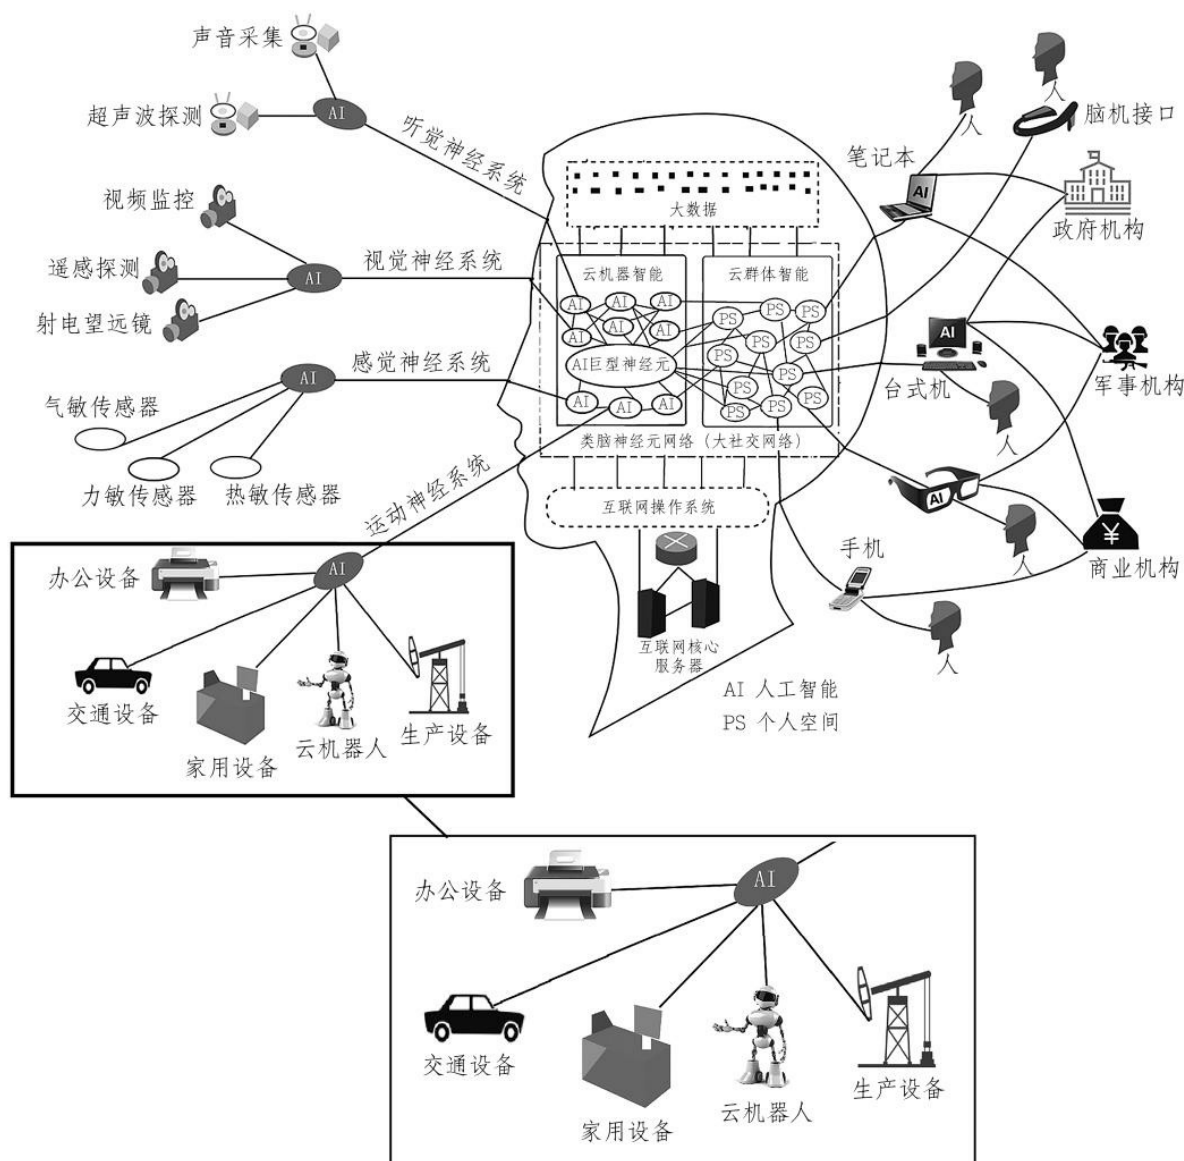 声音采集
AI
超声波探测
听觉神经系统
视频监控
遥感探测
AI
视觉神经系统
射电望远镜
感觉神经系统
AI
气敏传感器
力敏传感器
热敏传感器
运动神经系统
大数据
云机器智能
云群体智能
AI
AI
AI
AI
AI
AI
AI
AI巨型神经元
AI
AI
AI
PS
PS
PS
PS
PS
PS
PS
PS
PS
PS
PS
类脑神经元网络（大社交网络）
互联网操作系统
互联网核心
服务器
AI 人工智能
PS 个人空间
人
人
脑机接口
笔记本
AI
政府机构
AI
台式机
人
军事机构
AI
人
商业机构
手机
人
办公设备
AI
交通设备
家用设备
云机器人
生产设备
办公设备
AI
交通设备
家用设备
云机器人
生产设备